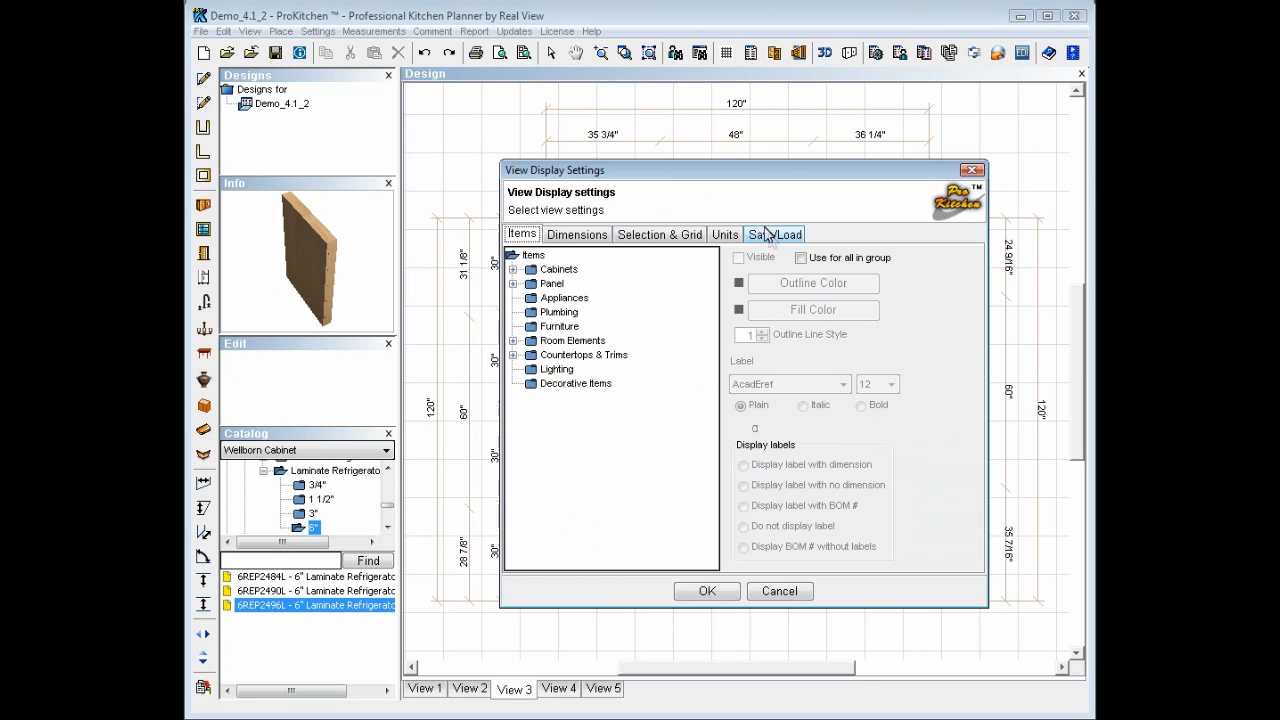 Demo_4.1_2 - ProKitchen ™ - Professional Kitchen Planner by Real View
File Edit View Place Settings Measurements Comment Report Updates License Help
3D
Designs
Designs for
Demo_4.1_2
Info
Edit
Catalog
Wellborn Cabinet
Laminate Refrigerato
3/4"
1 1/2"
3"
6"
Find
6REP2484L - 6" Laminate Refrigerato
6REP2490L - 6" Laminate Refrigerato
6REP2496L - 6" Laminate Refrigerato
Design
120"
35 3/4" 48" 36 1/4"
120"
60"
31 1/8"
28 7/8"
30"
30"
30"
30"
24 9/16"
60"
35 7/16"
120"
View Display Settings
View Display settings
Select view settings
Pro Kitchen ™
Items Dimensions Selection & Grid Units Save/Load
Items
Cabinets
Panel
Appliances
Plumbing
Furniture
Room Elements
Countertops & Trims
Lighting
Decorative Items
Visible Use for all in group
Outline Color
Fill Color
1 Outline Line Style
Label
AcadEref 12
Plain Italic Bold
α
Display labels
Display label with dimension
Display label with no dimension
Display label with BOM #
Do not display label
Display BOM # without labels
OK Cancel
View 1 View 2 View 3 View 4 View 5